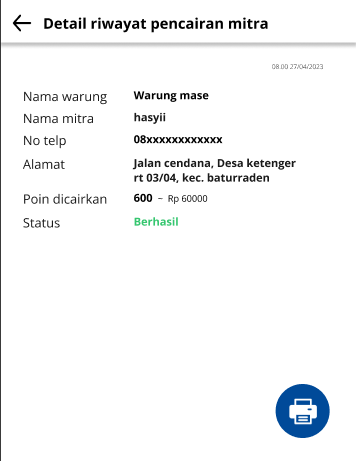 Detail riwayat pencairan mitra
08.00 27/04/2023
Nama warung Warung mase
Nama mitra hasyii
No telp 08xxxxxxxxxxxx
Alamat Jalan cendana, Desa ketenger
rt 03/04, kec. baturraden
Poin dicairkan 600 – Rp 60000
Status Berhasil